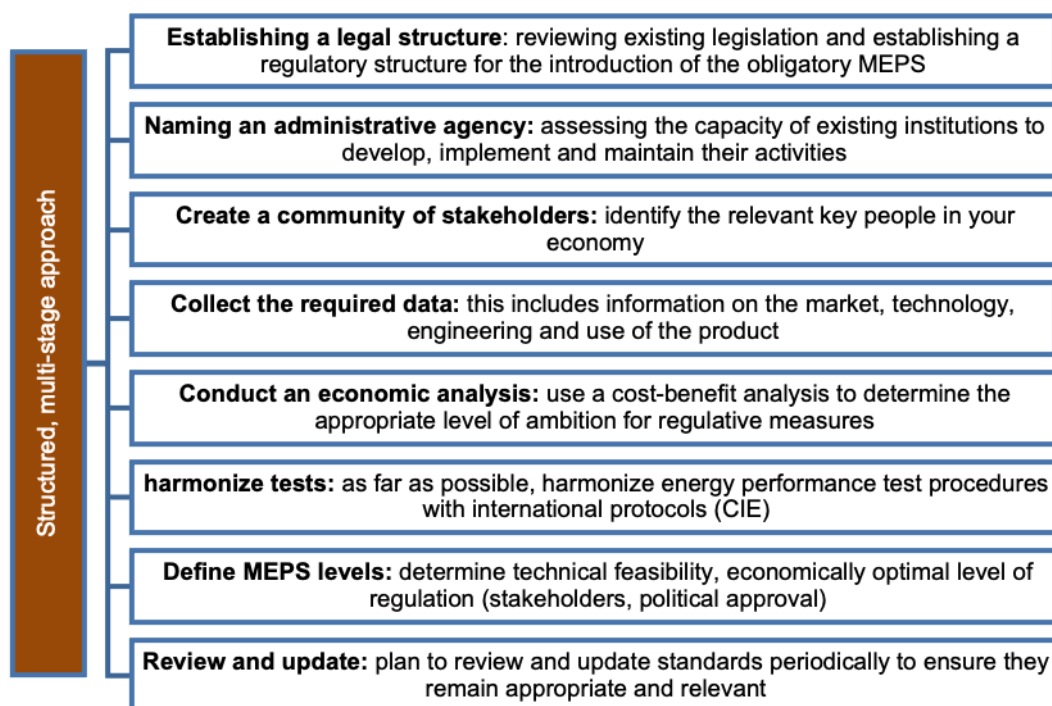 Structured, multi-stage approach
Establishing a legal structure: reviewing existing legislation and establishing a
regulatory structure for the introduction of the obligatory MEPS
Naming an administrative agency: assessing the capacity of existing institutions to
develop, implement and maintain their activities
Create a community of stakeholders: identify the relevant key people in your
economy
Collect the required data: this includes information on the market, technology,
engineering and use of the product
Conduct an economic analysis: use a cost-benefit analysis to determine the
appropriate level of ambition for regulative measures
harmonize tests: as far as possible, harmonize energy performance test procedures
with international protocols (CIE)
Define MEPS levels: determine technical feasibility, economically optimal level of
regulation (stakeholders, political approval)
Review and update: plan to review and update standards periodically to ensure they
remain appropriate and relevant